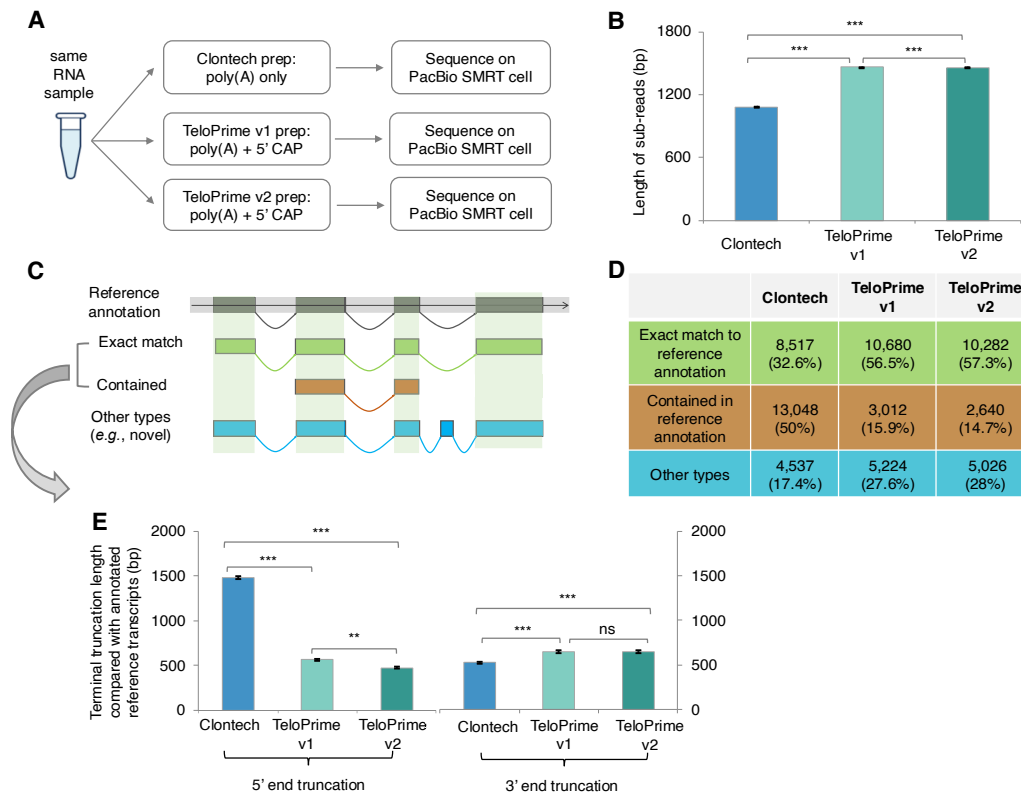 A
same
RNA
sample
Clontech prep:
poly(A) only
Sequence on
PacBio SMRT cell
TeloPrime v1 prep:
poly(A) + 5' CAP
Sequence on
PacBio SMRT cell
TeloPrime v2 prep:
poly(A) + 5' CAP
Sequence on
PacBio SMRT cell
B
Length of sub-reads (bp)
1800
1200
600
0
***
***
***
Clontech
TeloPrime
v1
TeloPrime
v2
C
Reference
annotation
Exact match
Contained
Other types
(e.g., novel)
D
Clontech
TeloPrime
v1
TeloPrime
v2
Exact match to
reference
annotation
8,517
(32.6%)
10,680
(56.5%)
10,282
(57.3%)
Contained in
reference
annotation
13,048
(50%)
3,012
(15.9%)
2,640
(14.7%)
Other types
4,537
(17.4%)
5,224
(27.6%)
5,026
(28%)
E
Terminal truncation length
compared with annotated
reference transcripts (bp)
2000
1500
1000
500
0
***
***
**
Clontech
TeloPrime
v1
TeloPrime
v2
5' end truncation
***
***
ns
Clontech
TeloPrime
v1
TeloPrime
v2
3' end truncation
2000
1500
1000
500
0